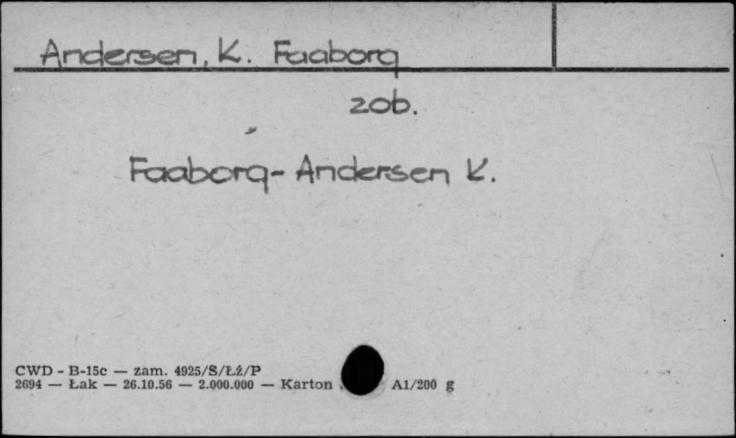 Andersen, K. Faaborg
zob.
Faaborg-Andersen K.
CWD - B-15c — zam. 4925/S/Łź/P
2694 — Łak — 26.10.56 — 2.000.000 — Karton A1/200 g